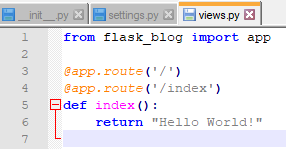 __init__.py settings.py views.py
1 from flask_blog import app
2
3 @app.route('/')
4 @app.route('/index')
5 def index():
6 return "Hello World!"
7